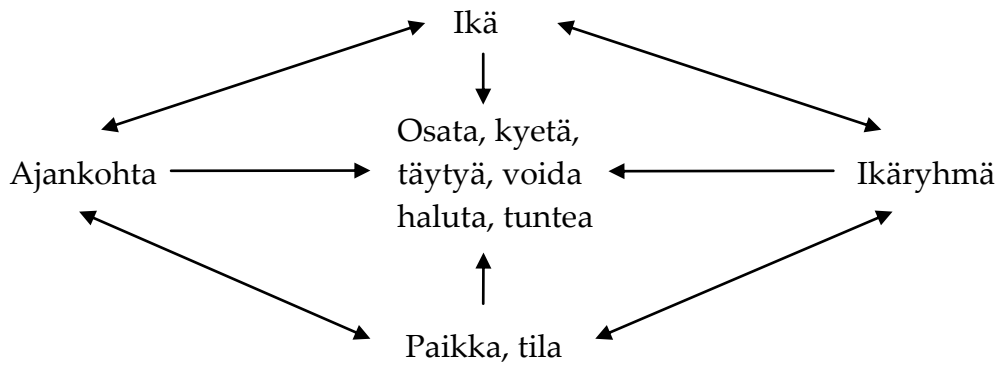 Ikä
Osata, kyetä,
Ajankohta
täytyä, voida
Ikäryhmä
haluta, tuntea
Paikka, tila